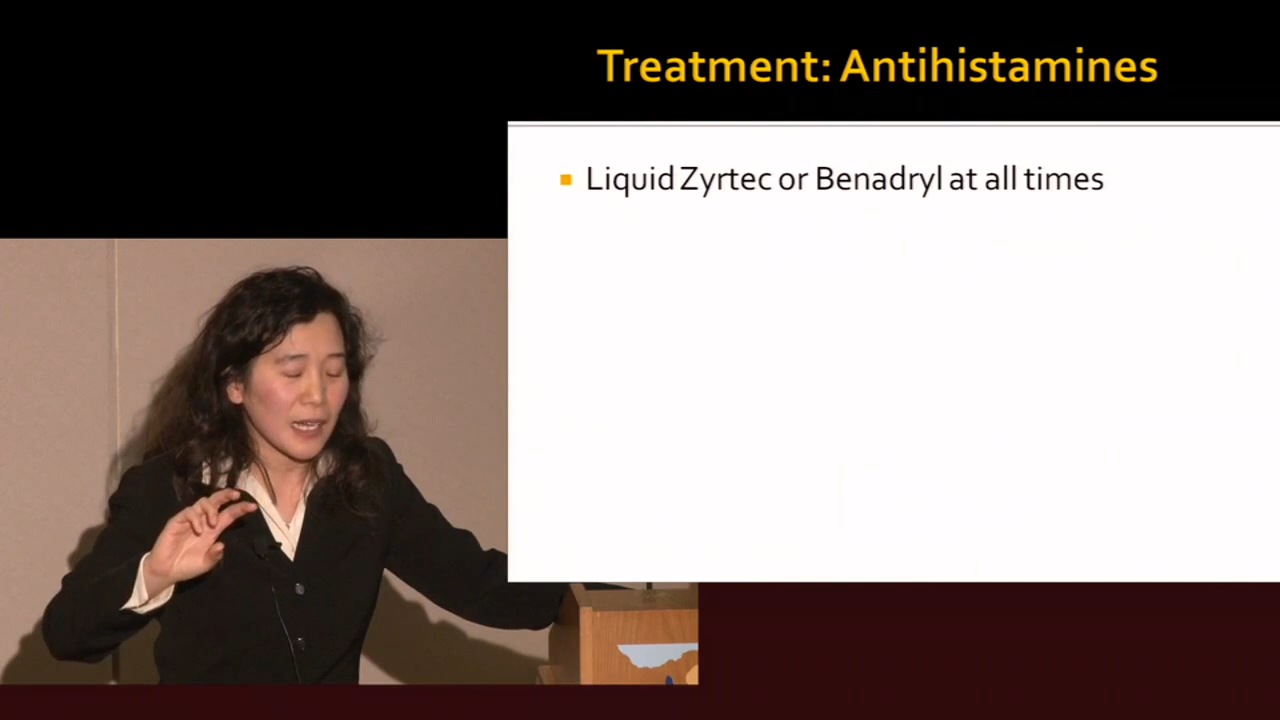 Treatment: Antihistamines
Liquid Zyrtec or Benadryl at all times